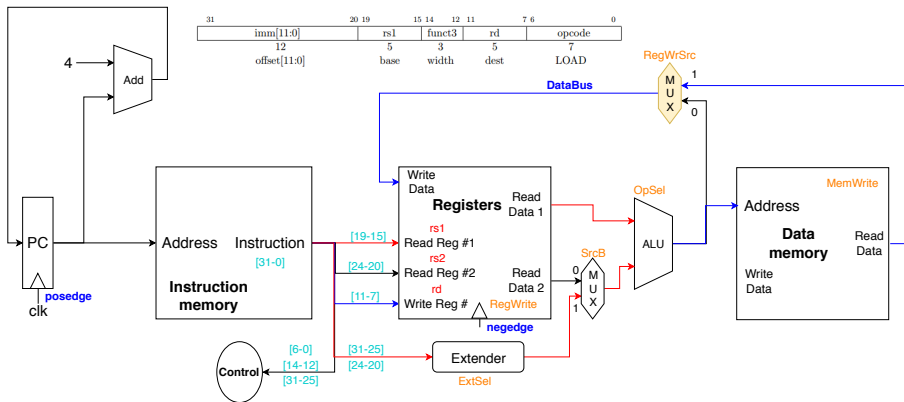 31 20 19 15 14 12 11 7 6 0
imm[11:0] rs1 funct3 rd opcode
12 5 3 5 7
offset[11:0] base width dest LOAD
4
Add
RegWrSrc
M
U
X
1
0
DataBus
PC
clk
posedge
Address
Instruction
[31-0]
Instruction
memory
[19-15]
[24-20]
[11-7]
Write
Data
Registers
Read
Data 1
rs1
Read Reg #1
rs2
Read Reg #2
rd
Write Reg #
Read
Data 2
RegWrite
negedge
SrcB
0
M
U
X
1
OpSel
ALU
MemWrite
Address
Data
memory
Read
Data
Write
Data
Control
[6-0]
[14-12]
[31-25]
[31-25]
[24-20]
Extender
ExtSel